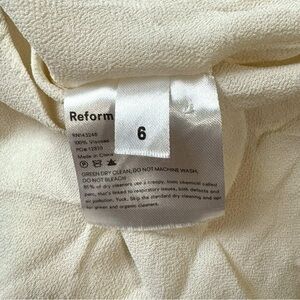 Reform
6
RN143248
100% Viscose
PO# 12910
Made in China
GREEN DRY CLEAN, DO NOT MACHINE WASH,
DO NOT BLEACH!
85% of dry cleaners use a creepy, toxic chemical called
perc, that's linked to respiratory issues, birth defects and
air pollution. Yuck. Skip the standard dry cleaning and opt
for green and organic cleaners.